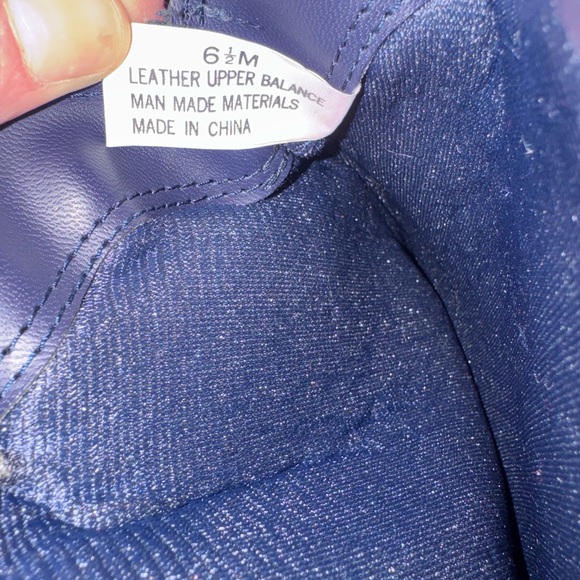 6½M
LEATHER UPPER BALANCE
MAN MADE MATERIALS
MADE IN CHINA